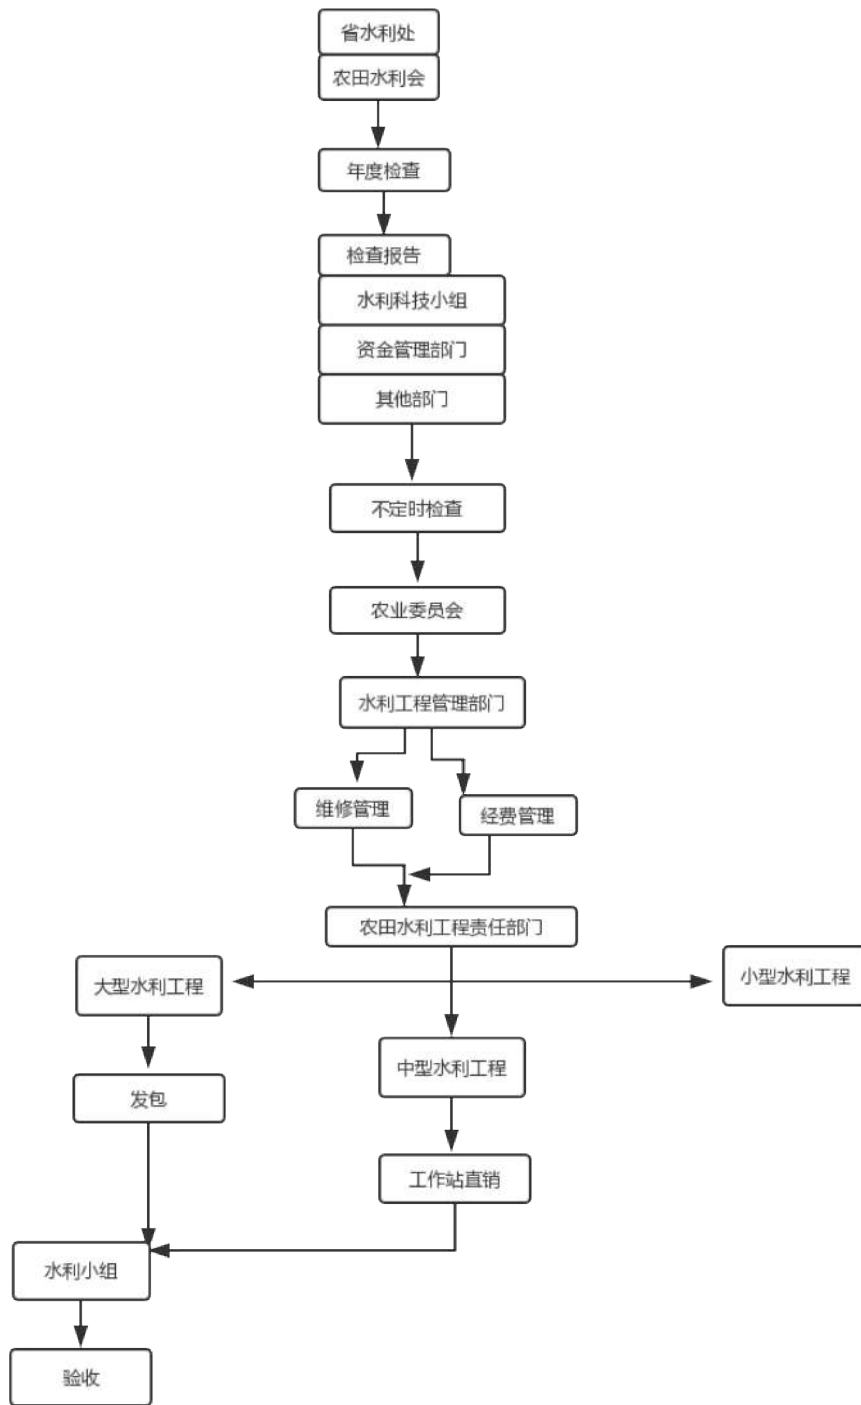 省水利处
农田水利会
年度检查
检查报告
水利科技小组
资金管理部门
其他部门
不定时检查
农业委员会
水利工程管理部门
维修管理
经费管理
农田水利工程责任部门
大型水利工程
小型水利工程
中型水利工程
发包
工作站直销
水利小组
验收